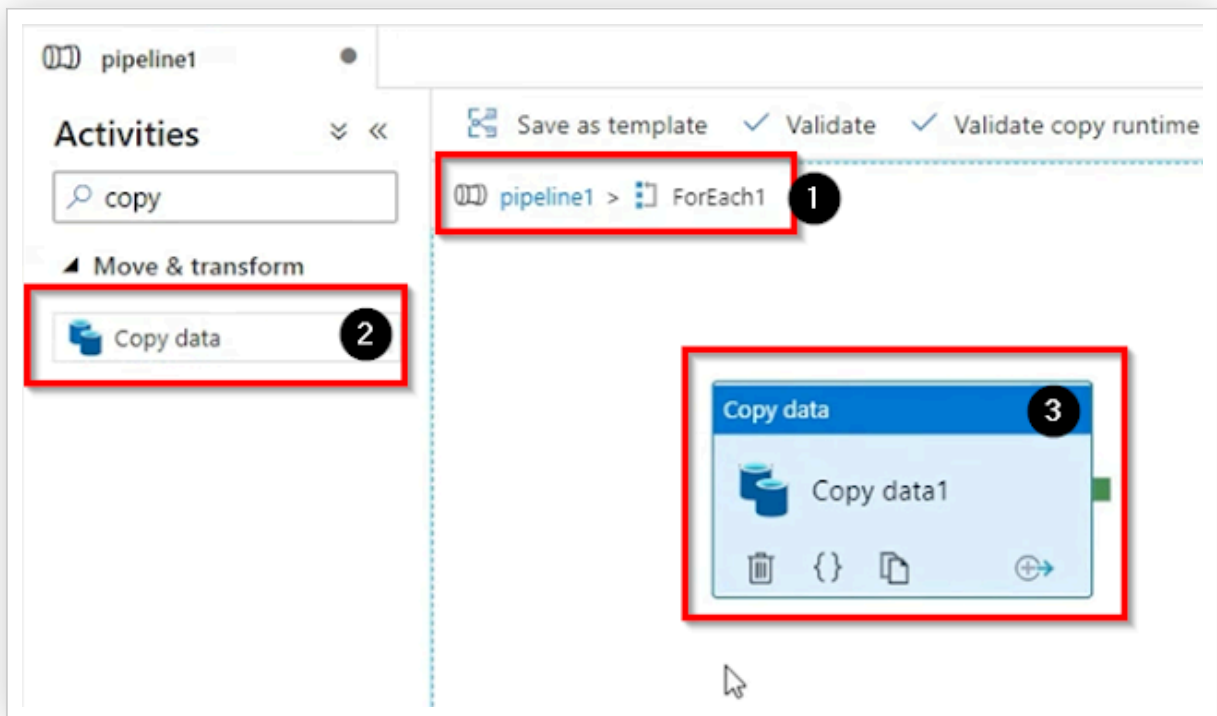 pipeline1
Activities
Save as template
Validate
Validate copy runtime
copy
pipeline1 > ForEach1
1
Move & transform
Copy data
2
Copy data
3
Copy data1
{}